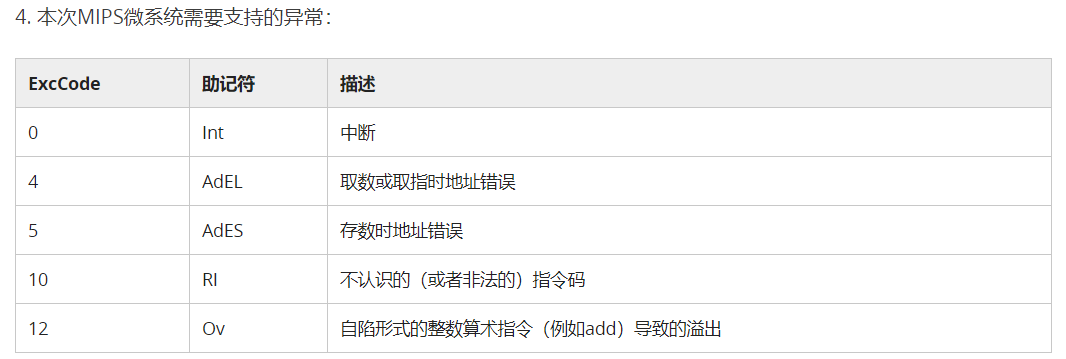 4. 本次MIPS微系统需要支持的异常：
ExcCode 助记符 描述
0 Int 中断
4 AdEL 取数或取指时地址错误
5 AdES 存数时地址错误
10 RI 不认识的（或者非法的）指令码
12 Ov 自陷形式的整数算术指令（例如add）导致的溢出